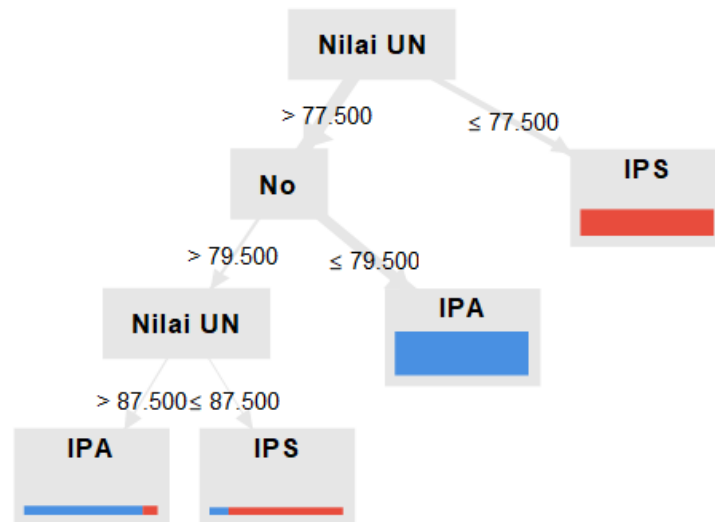 Nilai UN
> 77.500
≤ 77.500
IPS
No
> 79.500
≤ 79.500
IPA
Nilai UN
> 87.500
≤ 87.500
IPA
IPS